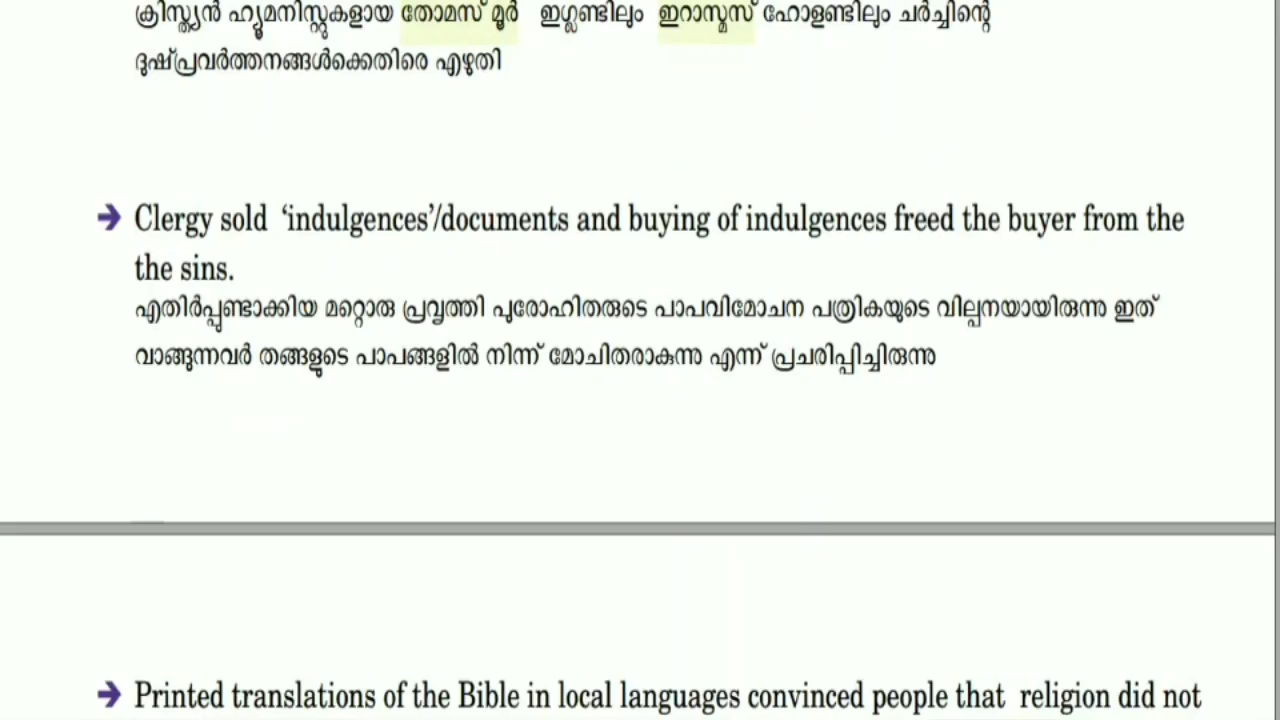 ക്രിസ്ത്യൻ ഹ്യൂമനിസ്റ്റുകളായ തോമസ് മൂർ ഇഗ്ലണ്ടിലും ഇറാസ്മസ് ഹോളണ്ടിലും ചർച്ചിന്റെ
ദുഷ്പ്രവർത്തനങ്ങൾക്കെതിരെ എഴുതി
➔ Clergy sold ‘indulgences’/documents and buying of indulgences freed the buyer from the
the sins.
എതിർപ്പുണ്ടാക്കിയ മറ്റൊരു പ്രവൃത്തി പുരോഹിതരുടെ പാപവിമോചന പത്രികയുടെ വില്പനയായിരുന്നു ഇത്
വാങ്ങുന്നവർ തങ്ങളുടെ പാപങ്ങളിൽ നിന്ന് മോചിതരാകുന്നു എന്ന് പ്രചരിപ്പിച്ചിരുന്നു
➔ Printed translations of the Bible in local languages convinced people that religion did not